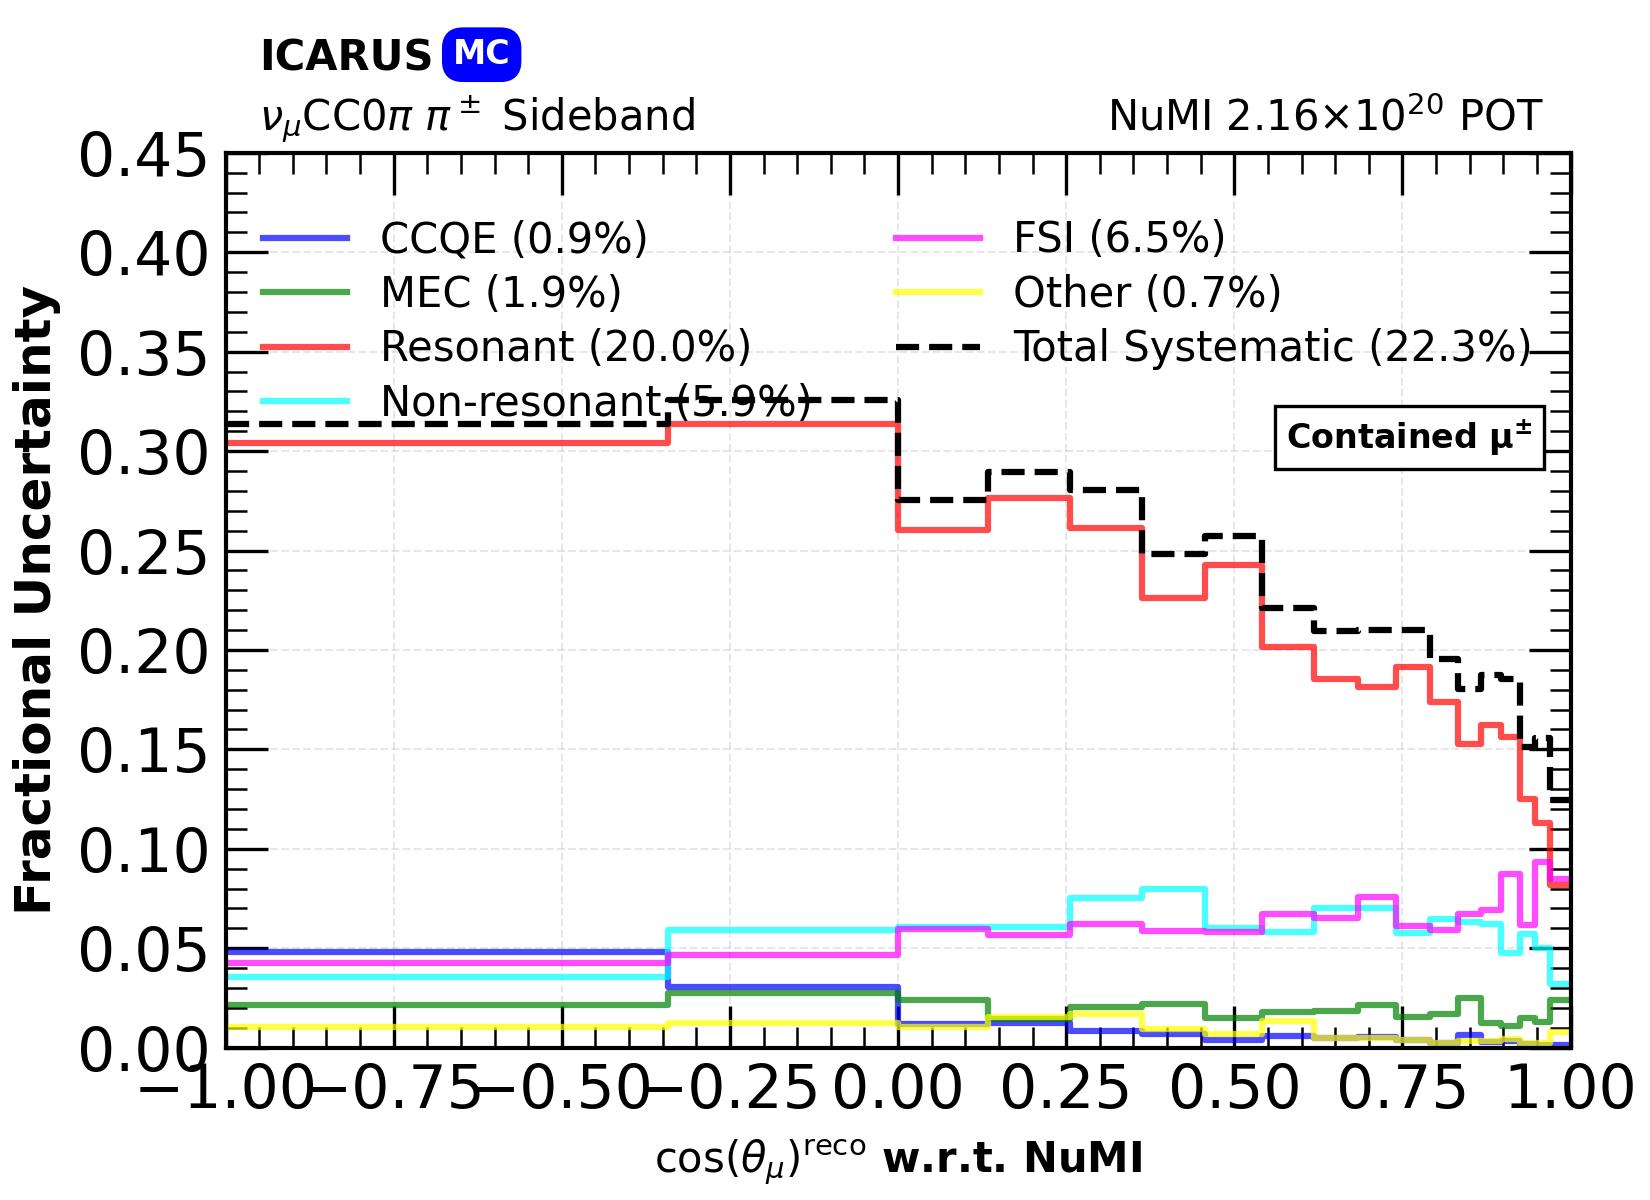 ICARUS MC
νμCC0π π± Sideband
NuMI 2.16×10²⁰ POT
Fractional Uncertainty
0.45
0.40
0.35
0.30
0.25
0.20
0.15
0.10
0.05
0.00
CCQE (0.9%)
MEC (1.9%)
Resonant (20.0%)
Non-resonant (5.9%)
FSI (6.5%)
Other (0.7%)
Total Systematic (22.3%)
Contained μ±
−1.00 −0.75 −0.50 −0.25 0.00 0.25 0.50 0.75 1.00
cos(θμ)reco w.r.t. NuMI